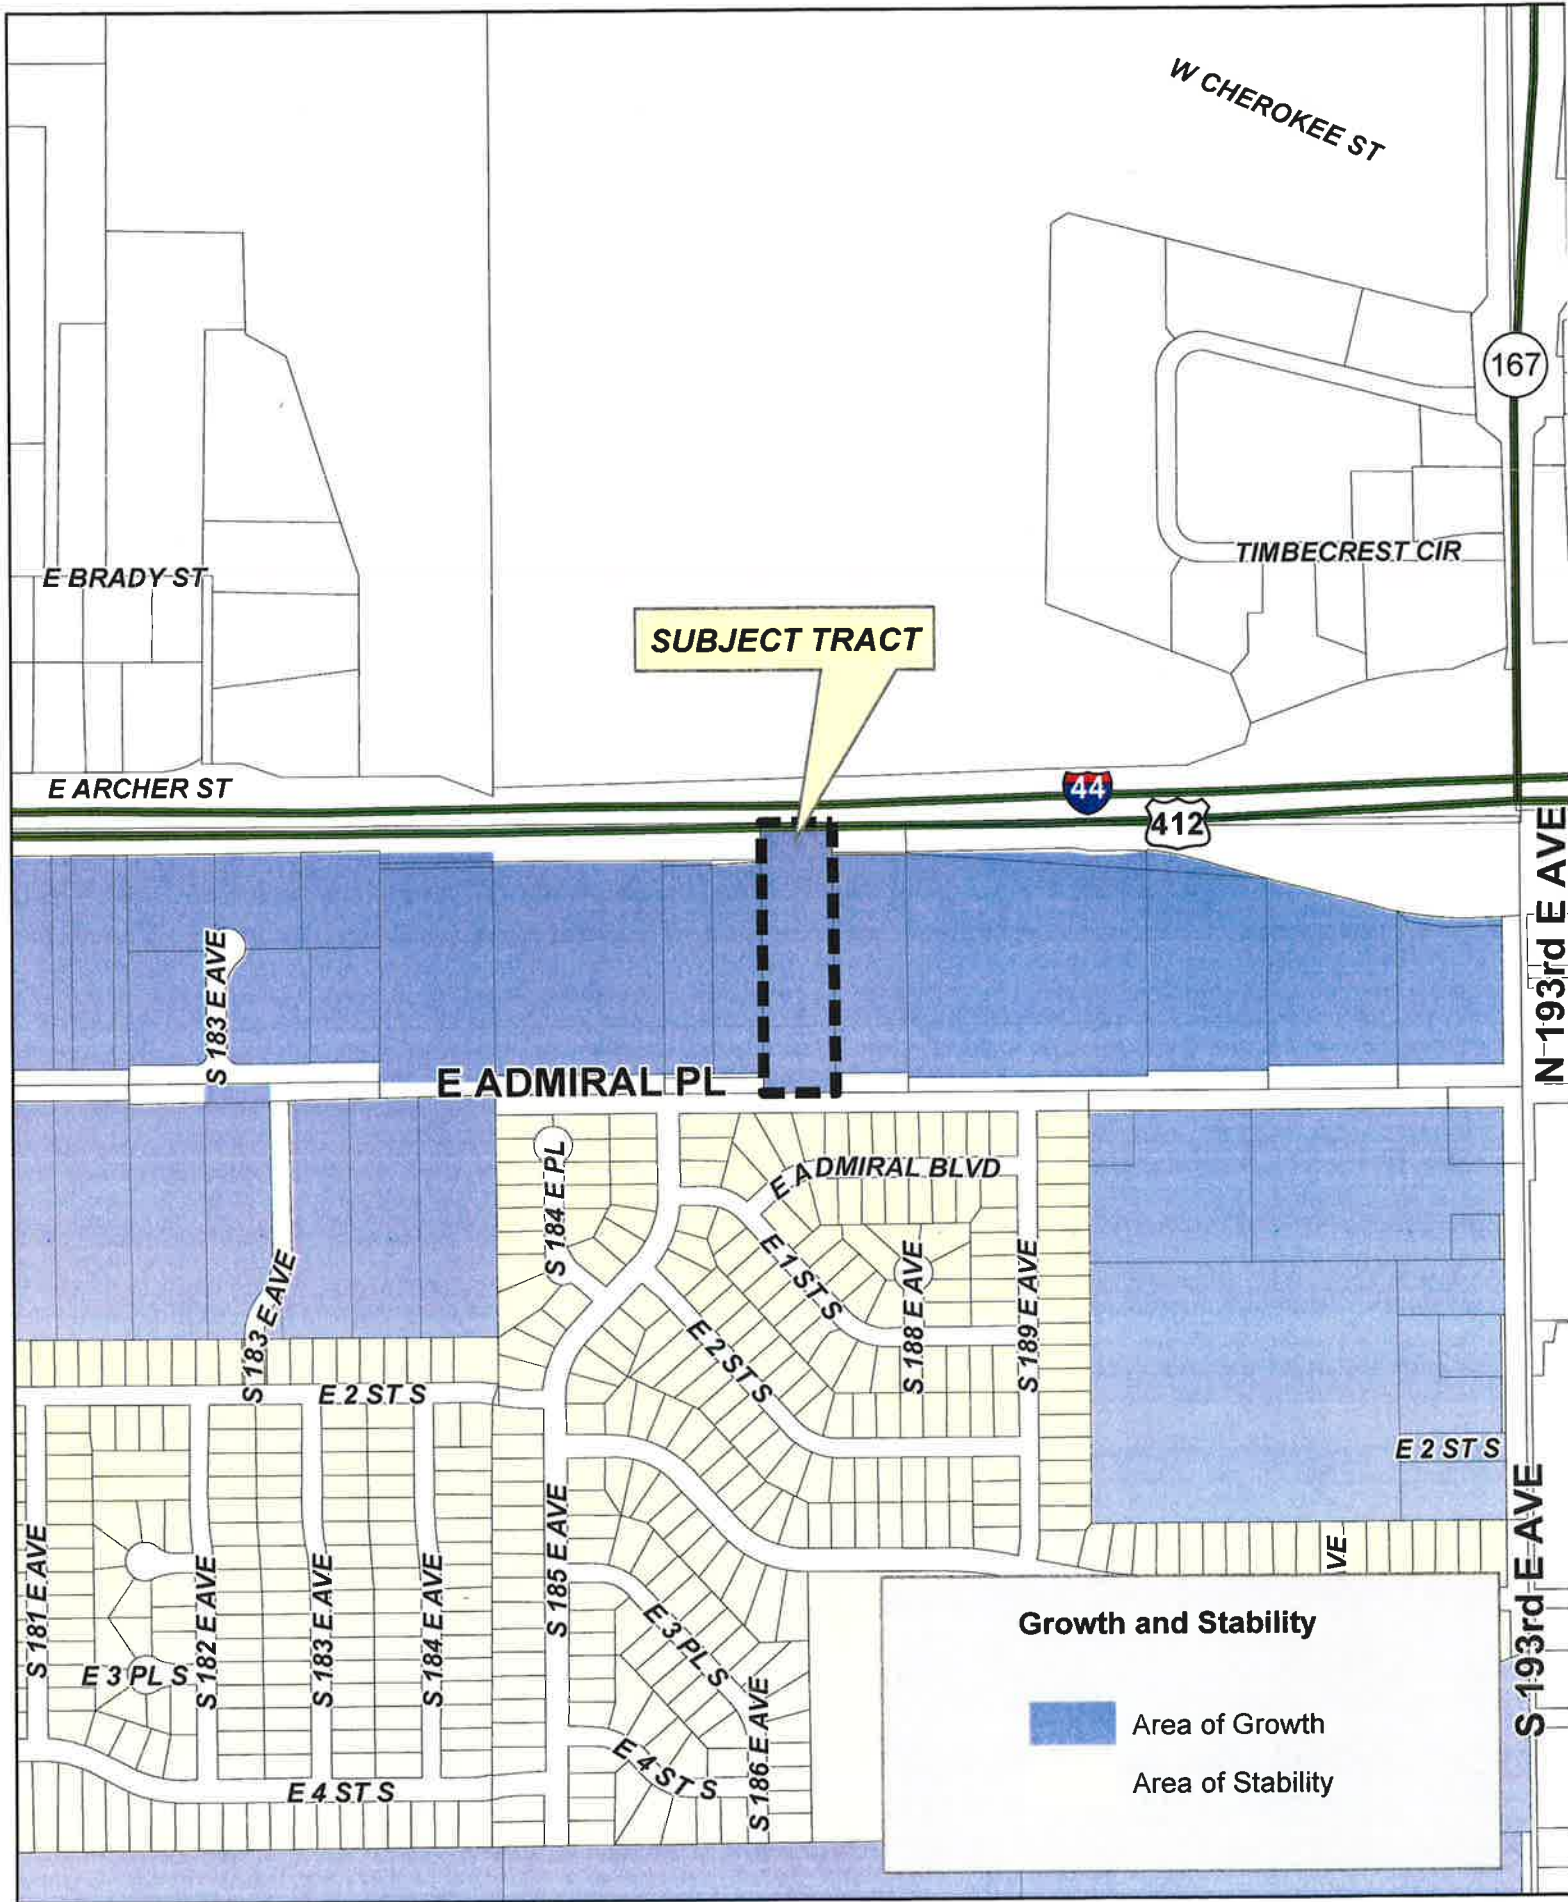 W CHEROKEE ST
167
TIMBECREST CIR
E BRADY ST
SUBJECT TRACT
E ARCHER ST
44
412
N 193rd E AVE
S 183 E AVE
E ADMIRAL PL
S 184 E PL
E ADMIRAL BLVD
E 1 ST S
S 188 E AVE
S 189 E AVE
S 183 E AVE
E 2 ST S
E 2 ST S
E 2 ST S
S 193rd E AVE
S 185 E AVE
S 181 E AVE
S 182 E AVE
S 183 E AVE
S 184 E AVE
VE
E 3 PL S
E 3 PL S
S 186 E AVE
E 4 ST S
E 4 ST S
Growth and Stability
Area of Growth
Area of Stability